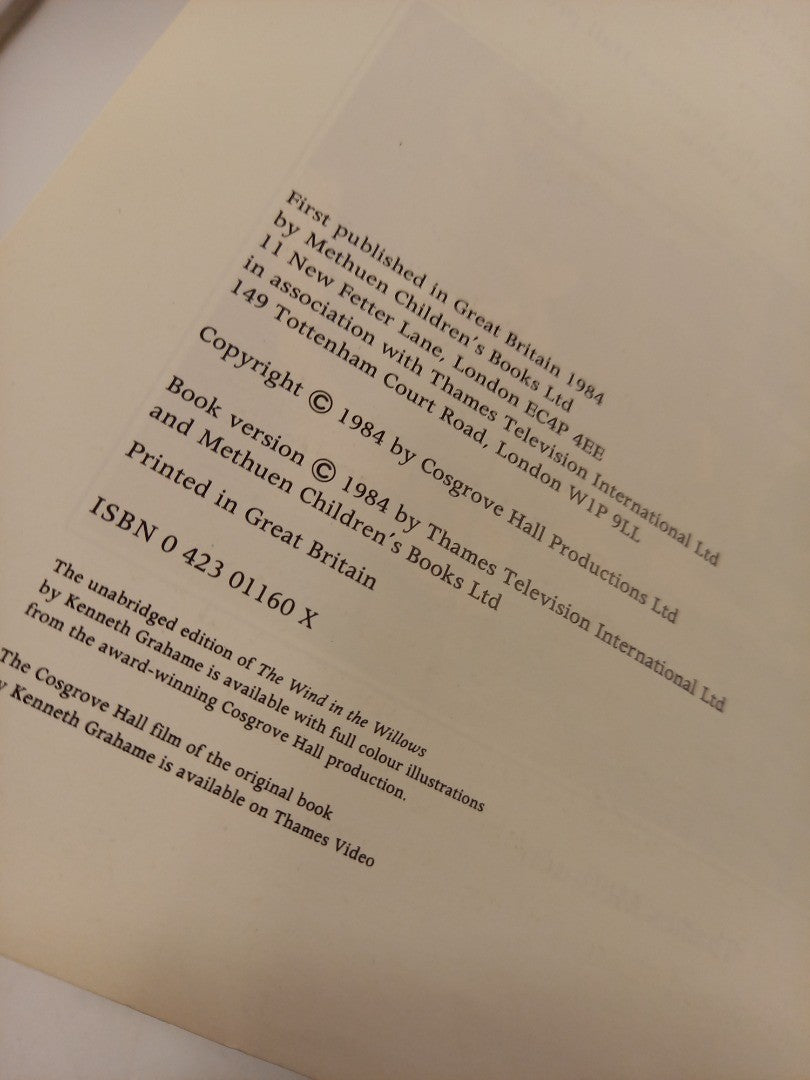 First published in Great Britain 1984
by Methuen Children's Books Ltd
11 New Fetter Lane, London EC4P 4EE
in association with Thames Television International Ltd
149 Tottenham Court Road, London W1P 9LL
Copyright © 1984 by Cosgrove Hall Productions Ltd
Book version © 1984 by Thames Television International Ltd
and Methuen Children's Books Ltd
Printed in Great Britain
ISBN 0 423 01160 X
The unabridged edition of The Wind in the Willows
by Kenneth Grahame is available with full colour illustrations
from the award-winning Cosgrove Hall production.
The Cosgrove Hall film of the original book
y Kenneth Grahame is available on Thames Video